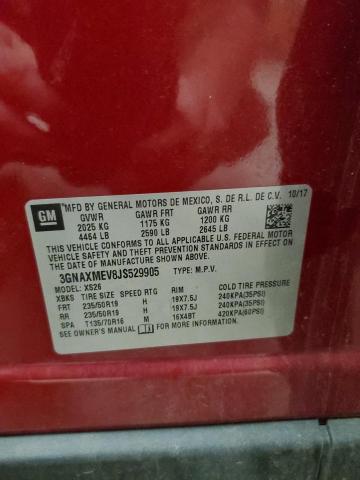 GM
MFD BY GENERAL MOTORS DE MEXICO, S. DE R.L. DE C.V. 10/17
GVWR GAWR FRT GAWR RR
2025 KG 1175 KG 1200 KG
4464 LB 2590 LB 2645 LB
THIS VEHICLE CONFORMS TO ALL APPLICABLE U.S. FEDERAL MOTOR
VEHICLE SAFETY AND THEFT PREVENTION STANDARDS IN EFFECT ON
THE DATE OF MANUFACTURE SHOWN ABOVE.
3GNAXMEV8JS529905 TYPE: M.P.V.
MODEL: XS26
XBKS TIRE SIZE SPEED RTG RIM COLD TIRE PRESSURE
FRT 235/50R19 H 19X7.5J 240KPA(35PSI)
RR 235/50R19 H 19X7.5J 240KPA(35PSI)
SPA T135/70R16 M 16X4BT 420KPA(60PSI)
SEE OWNER'S MANUAL FOR ADDITIONAL INFORMATION